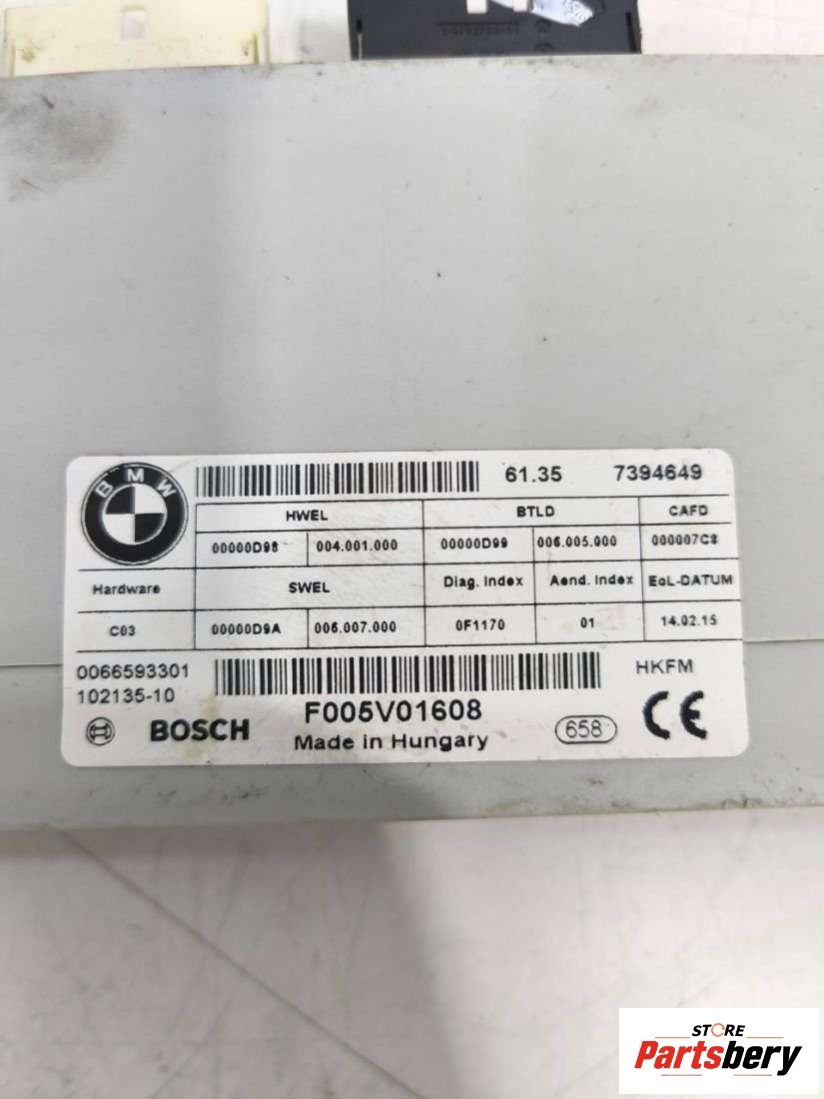 BMW
61.35 7394649
HWEL BTLD CAFD
00000D98 004.001.000 00000D99 006.005.000 000007C8
Hardware SWEL Diag. Index Aend. Index EoL-DATUM
C03 00000D9A 006.007.000 0F1170 01 14.02.15
0066593301 HKFM
102135-10
BOSCH F005V01608 658 CE
Made in Hungary
STORE
Partsbery